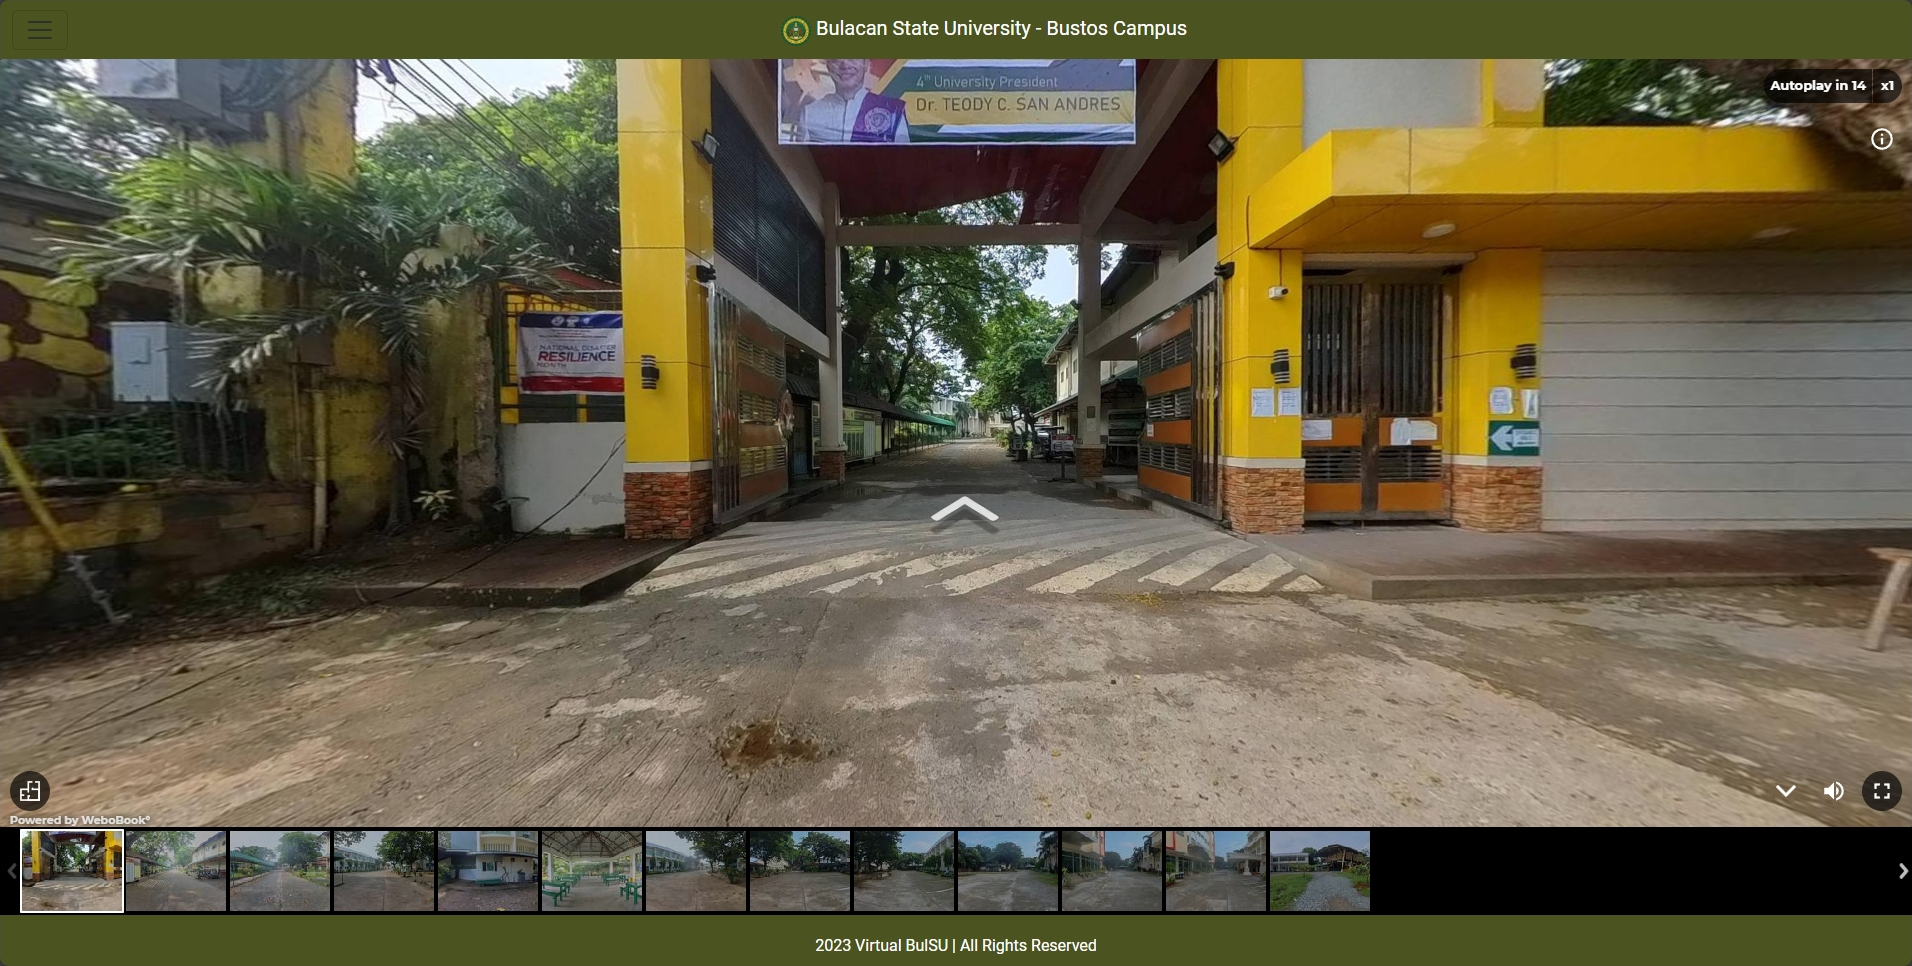 Bulacan State University - Bustos Campus
4th University President
Dr. TEODY C. SAN ANDRES
Autoplay in 14 x1
NATIONAL DISASTER
RESILIENCE
MONTH
Powered by WeboBook®
2023 Virtual BulSU | All Rights Reserved